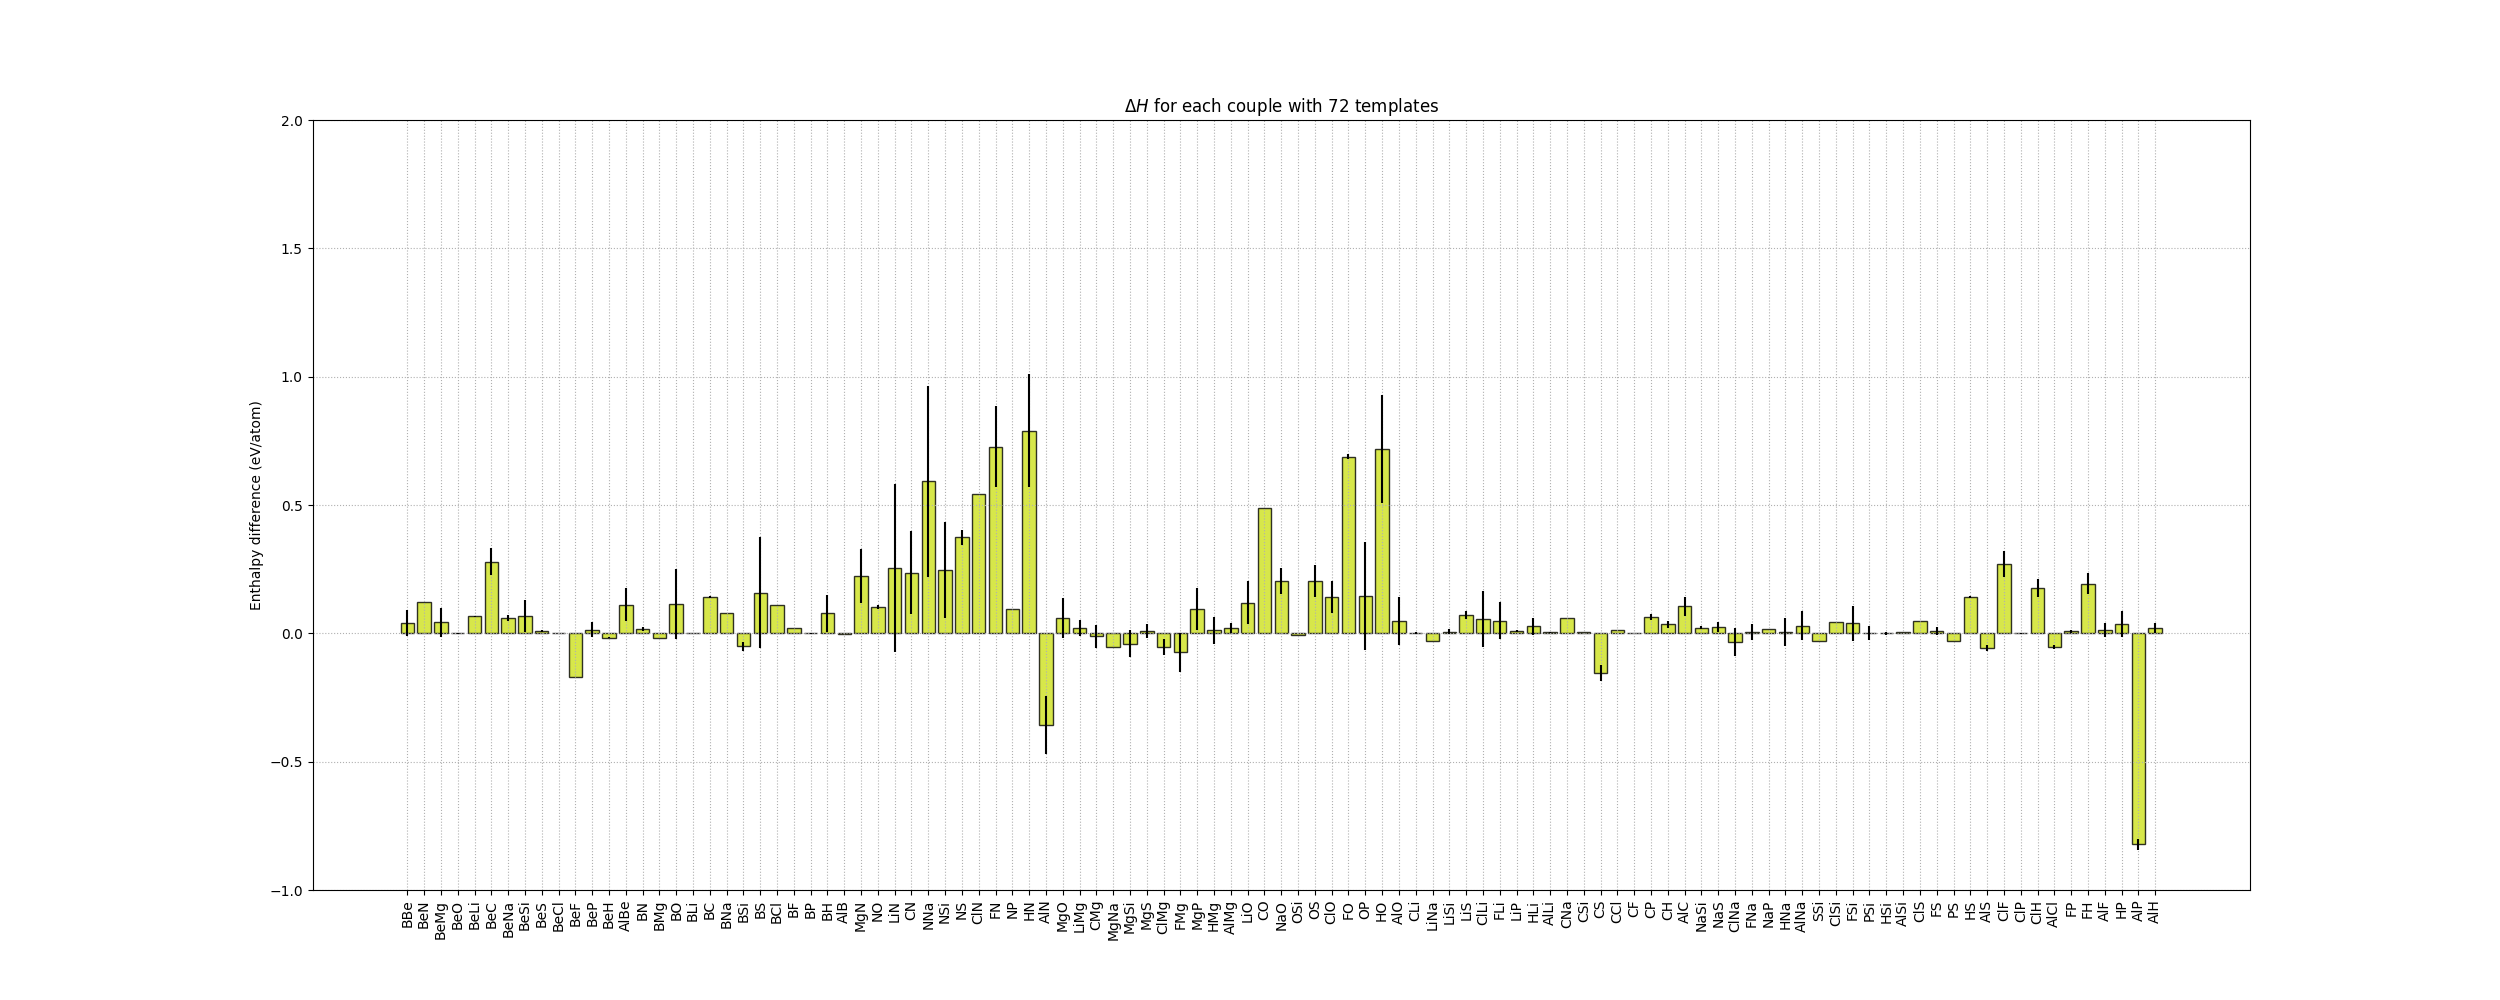 ΔH for each couple with 72 templates
Enthalpy difference (eV/atom)
2.0
1.5
1.0
0.5
0.0
−0.5
−1.0
BBe
BeN
BeMg
BeO
BeLi
BeC
BeNa
BeSi
BeS
BeCl
BeF
BeP
BeH
AlBe
BN
BMg
BO
BLi
BC
BNa
BSi
BS
BCl
BF
BP
BH
AlB
MgN
NO
LiN
CN
NNa
NSi
NS
ClN
FN
NP
HN
AlN
MgO
LiMg
CMg
MgNa
MgSi
MgS
ClMg
FMg
MgP
HMg
AlMg
LiO
CO
NaO
OSi
OS
ClO
FO
OP
HO
AlO
CLi
LiNa
LiSi
LiS
ClLi
FLi
LiP
HLi
AlLi
CNa
CSi
CS
CCl
CF
CP
CH
AlC
NaSi
NaS
ClNa
FNa
NaP
HNa
AlNa
SSi
ClSi
FSi
PSi
HSi
AlSi
ClS
FS
PS
HS
AlS
ClF
ClP
ClH
AlCl
FP
FH
AlF
HP
AlP
AlH